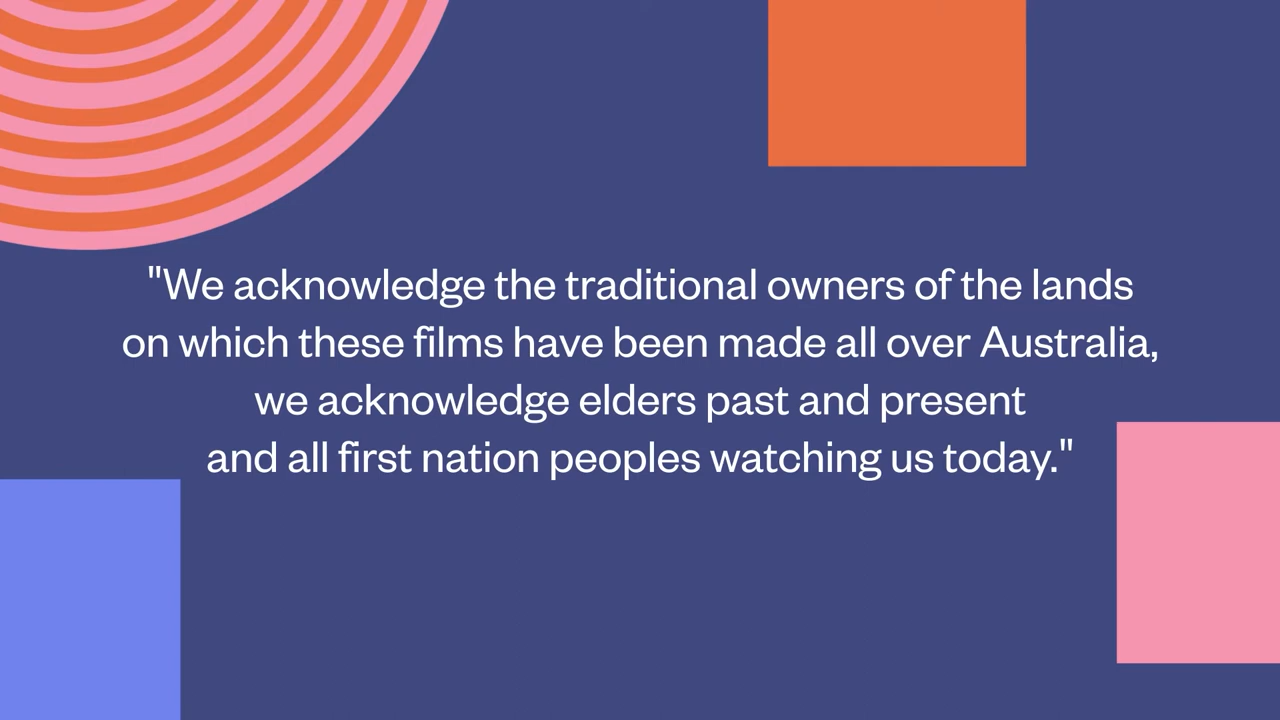 "We acknowledge the traditional owners of the lands
on which these films have been made all over Australia,
we acknowledge elders past and present
and all first nation peoples watching us today."